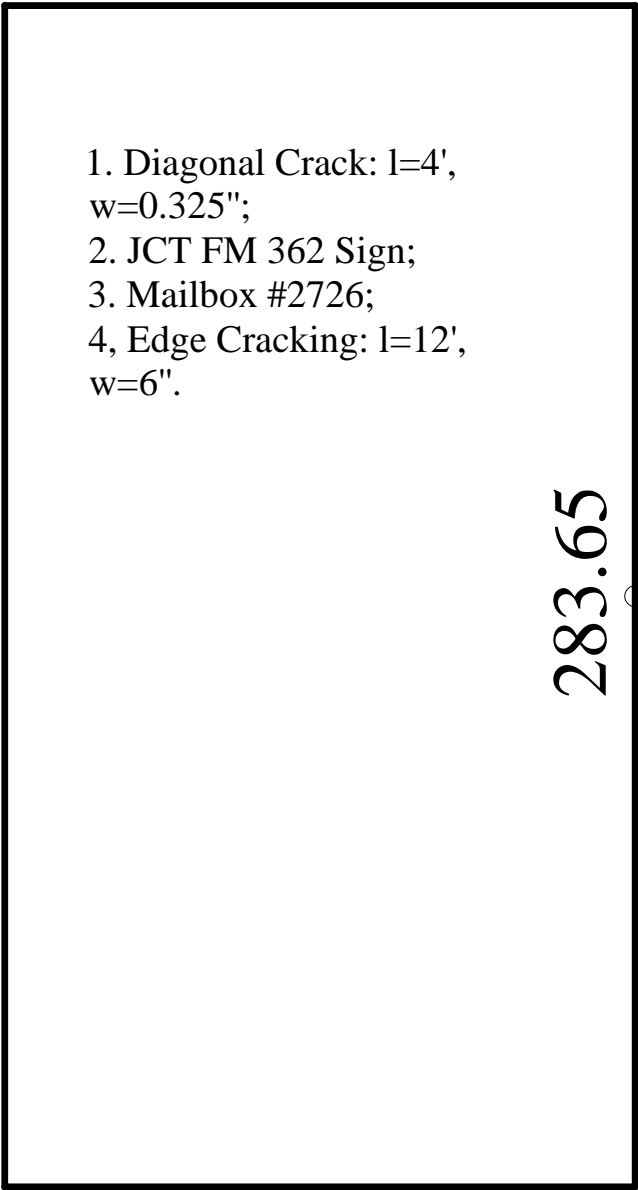 1. Diagonal Crack: l=4',
w=0.325";
2. JCT FM 362 Sign;
3. Mailbox #2726;
4, Edge Cracking: l=12',
w=6".
283.65